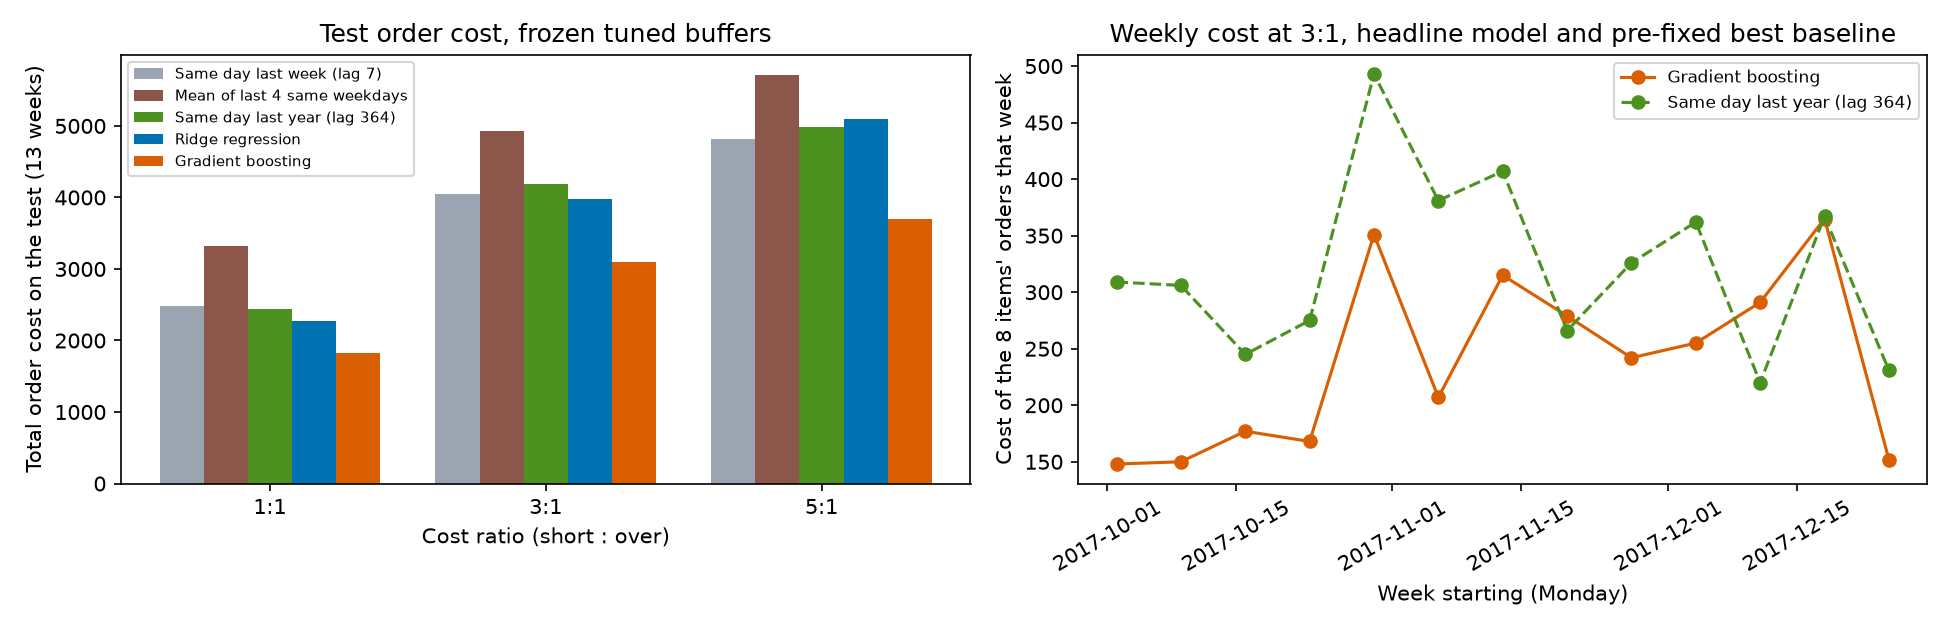 Test order cost, frozen tuned buffers
Total order cost on the test (13 weeks)
5000
4000
3000
2000
1000
0
Same day last week (lag 7)
Mean of last 4 same weekdays
Same day last year (lag 364)
Ridge regression
Gradient boosting
1:1
3:1
5:1
Cost ratio (short : over)
Weekly cost at 3:1, headline model and pre-fixed best baseline
Cost of the 8 items' orders that week
500
450
400
350
300
250
200
150
Gradient boosting
Same day last year (lag 364)
2017-10-01
2017-10-15
2017-11-01
2017-11-15
2017-12-01
2017-12-15
Week starting (Monday)